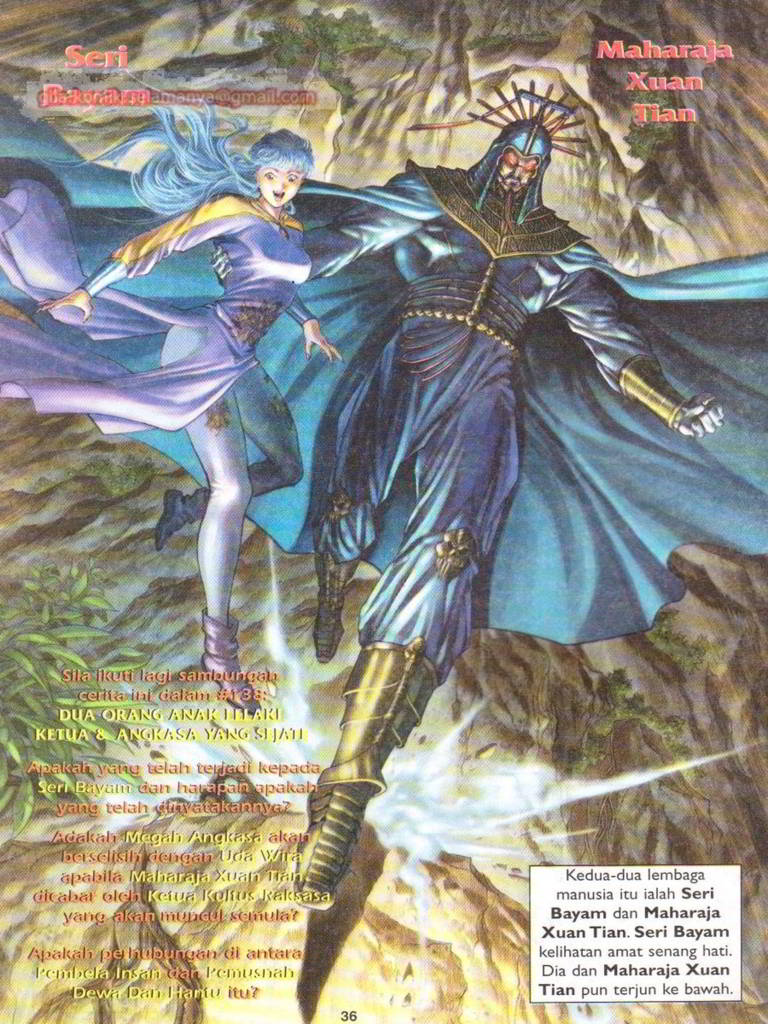 Seri
Bayam
Maharaja
Xuan
Tian
Sila ikuti lagi sambungan
cerita ini dalam #138:
DUA ORANG ANAK LELAKI
KETUA & ANGKASA YANG SEJATI
Apakah yang telah terjadi kepada
Seri Bayam dan harapan apakah
yang telah dinyatakannya?
Adakah Megah Angkasa akan
berselisih dengan Uda Wira
apabila Maharaja Xuan Tian
dicabar oleh Ketua Kultus Raksasa
yang akan muncul semula?
Apakah perhubungan di antara
Pembela Insan dan Pemusnah
Dewa Dan Hantu itu?
Kedua-dua lembaga
manusia itu ialah Seri
Bayam dan Maharaja
Xuan Tian. Seri Bayam
kelihatan amat senang hati.
Dia dan Maharaja Xuan
Tian pun terjun ke bawah.
36